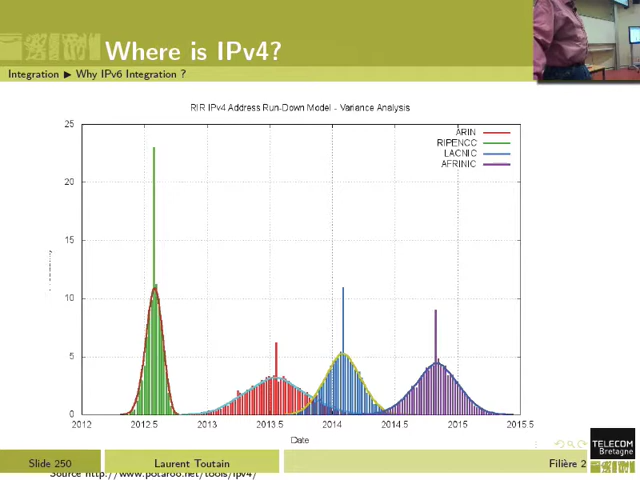 Where is IPv4?
Integration ▶ Why IPv6 Integration ?
RIR IPv4 Address Run-Down Model - Variance Analysis
ARIN
RIPENCC
LACNIC
AFRINIC
25
20
15
10
5
0
2012 2012.5 2013 2013.5 2014 2014.5 2015 2015.5
Date
TELECOM
Bretagne
Slide 250 Laurent Toutain Filière 2
Source http://www.potaroo.net/tools/ipv4/